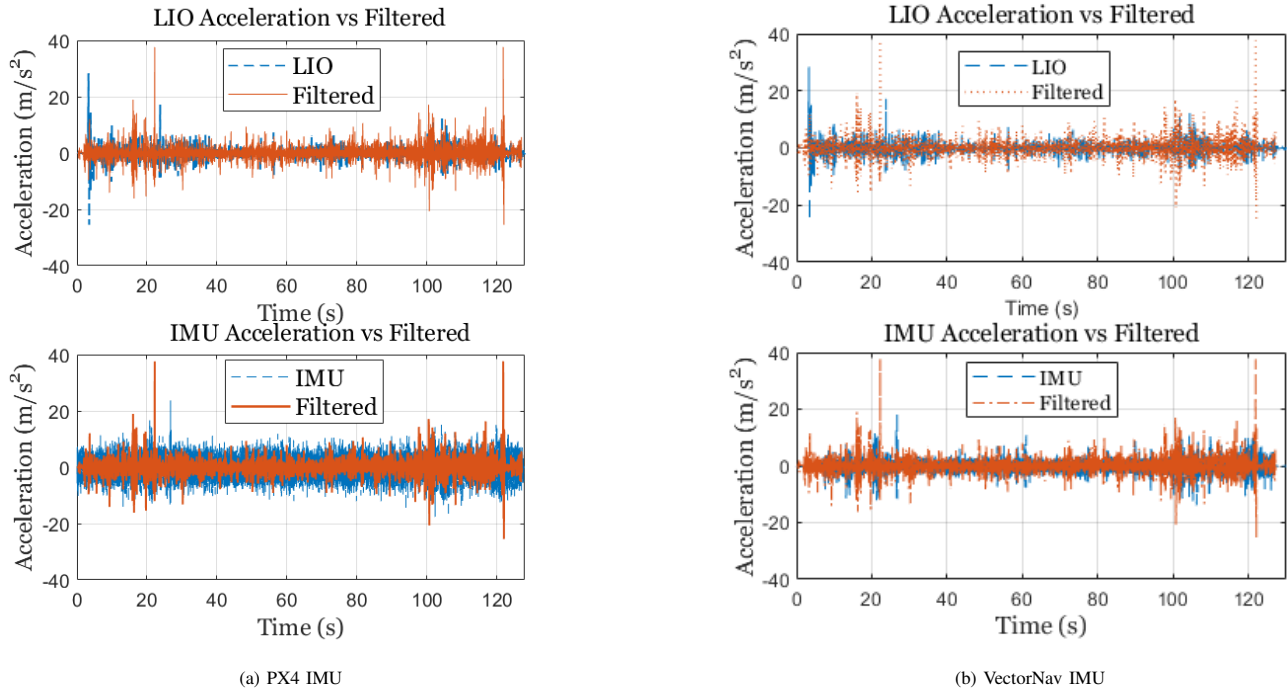 LIO Acceleration vs Filtered
40
20
0
-20
-40
Acceleration (m/s²)
LIO
Filtered
0 20 40 60 80 100 120
Time (s)
IMU Acceleration vs Filtered
40
20
0
-20
-40
Acceleration (m/s²)
IMU
Filtered
0 20 40 60 80 100 120
Time (s)
(a) PX4 IMU
LIO Acceleration vs Filtered
40
20
0
-20
-40
Acceleration (m/s²)
LIO
Filtered
0 20 40 60 80 100 120
Time (s)
IMU Acceleration vs Filtered
40
20
0
-20
-40
Acceleration (m/s²)
IMU
Filtered
0 20 40 60 80 100 120
Time (s)
(b) VectorNav IMU